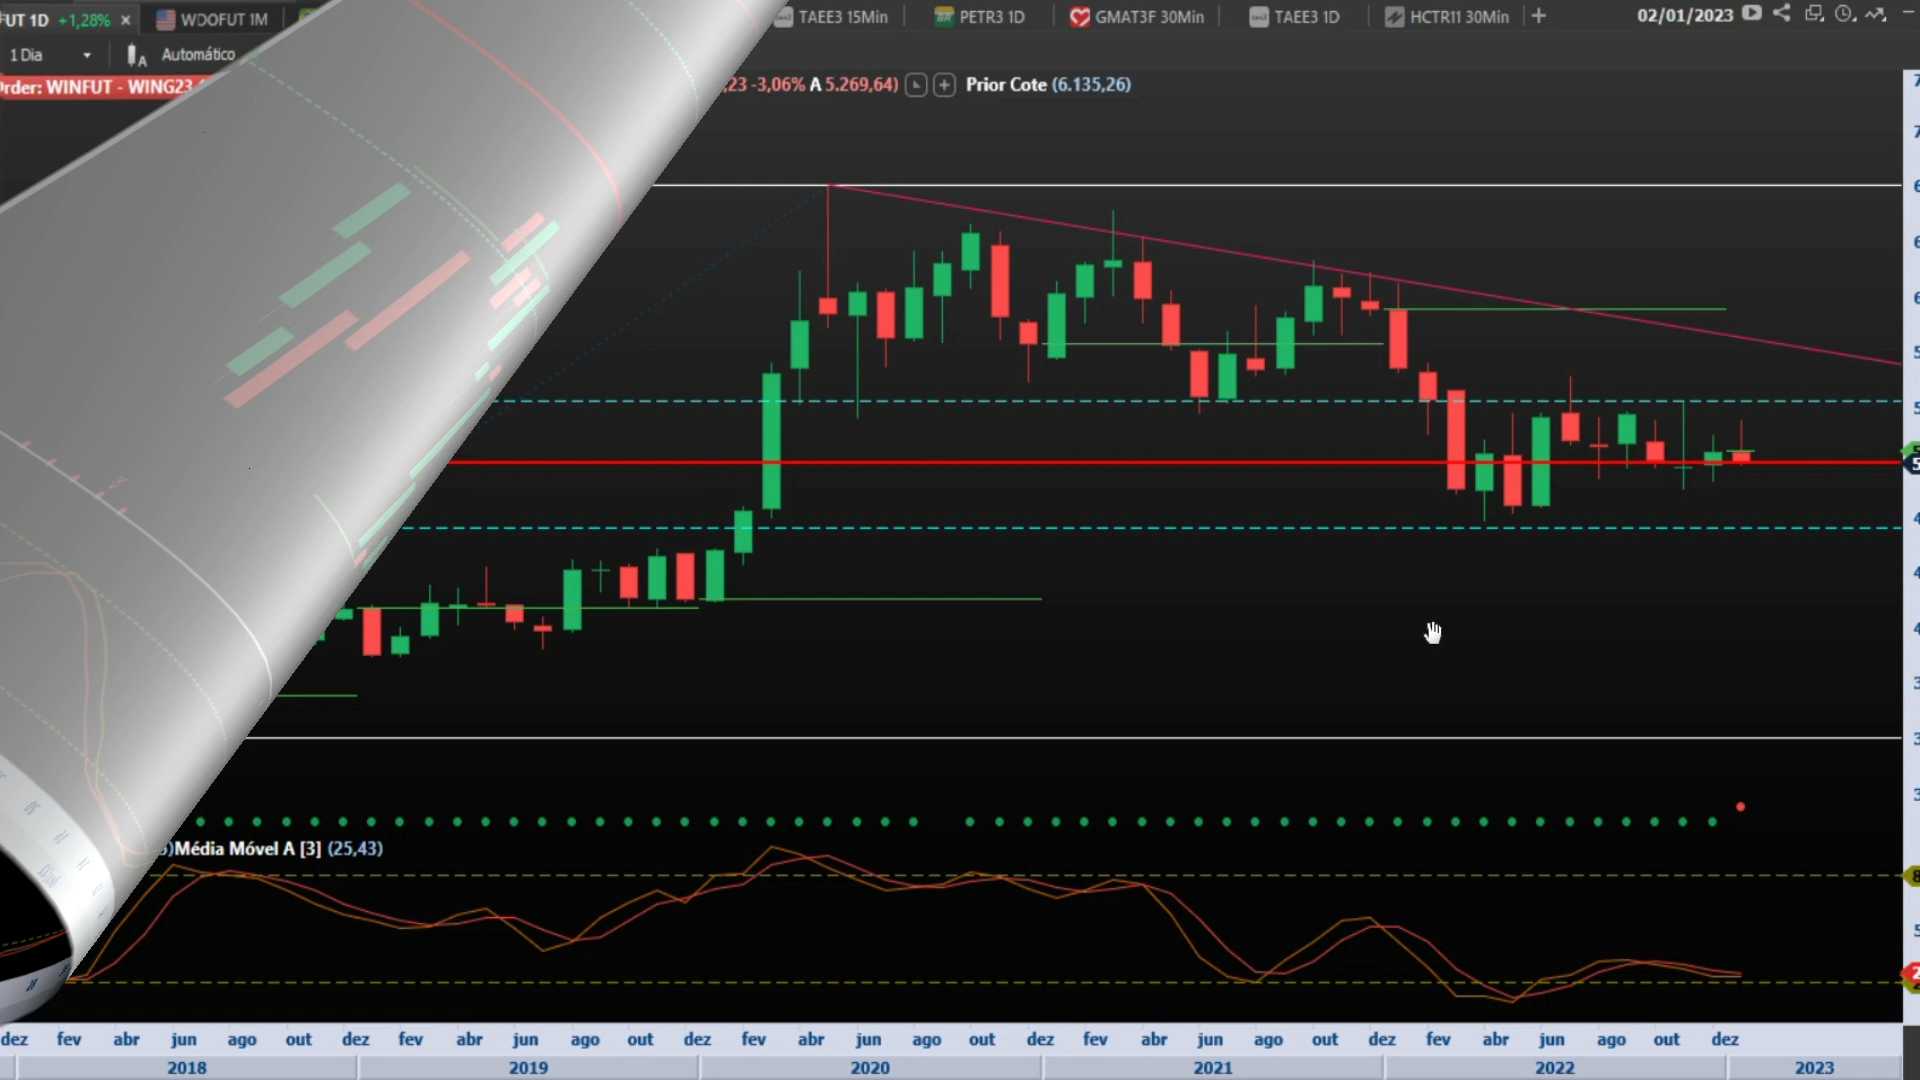 FUT 1D +1,28% ×
WDOFUT 1M
TAEE3 15Min
PETR3 1D
GMAT3F 30Min
TAEE3 1D
HCTR11 30Min
02/01/2023
1 Dia
Automático
rder: WINFUT - WING23
,23 -3,06% A 5.269,64)
Prior Cote (6.135,26)
)Média Móvel A [3] (25,43)
dez fev abr jun ago out dez fev abr jun ago out dez fev abr jun ago out dez fev abr jun ago out dez fev abr jun ago out dez
2018 2019 2020 2021 2022 2023